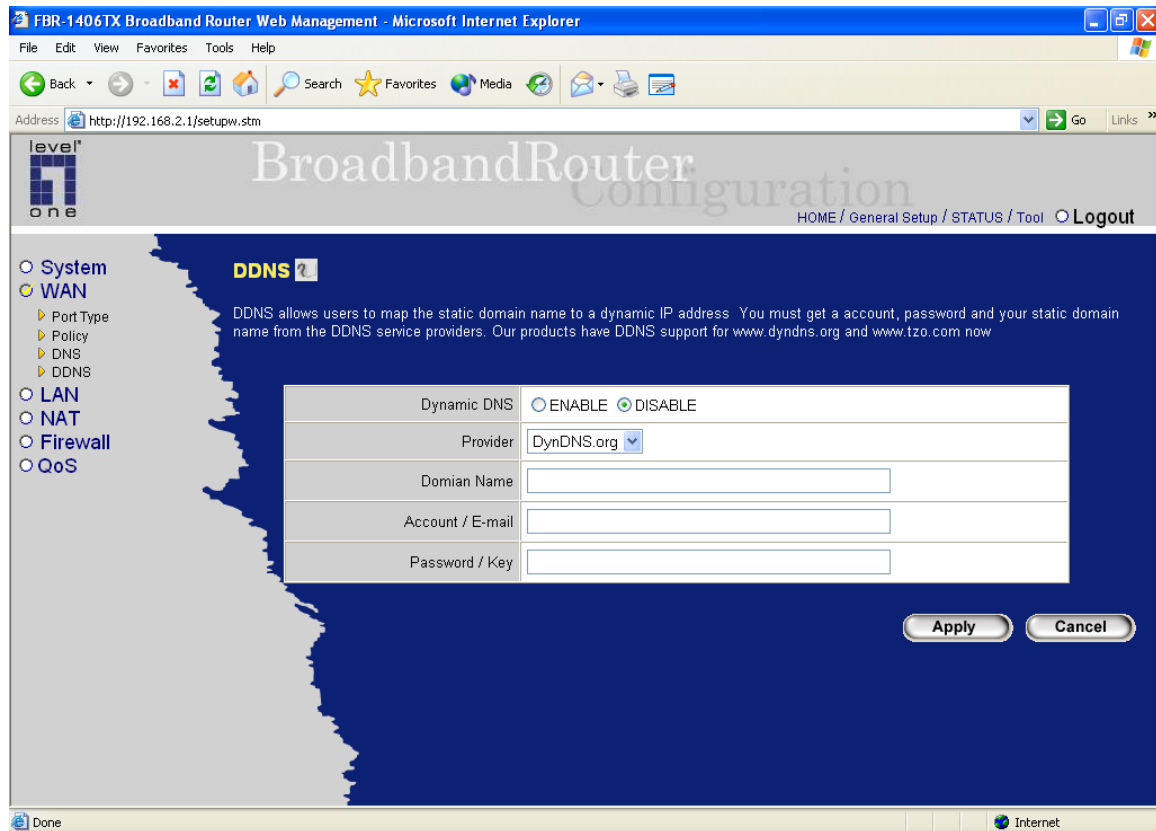 FBR-1406TX Broadband Router Web Management - Microsoft Internet Explorer
File Edit View Favorites Tools Help
Back Search Favorites Media
Address http://192.168.2.1/setupw.stm Go Links »
level one
BroadbandRouter
Configuration
HOME / General Setup / STATUS / Tool Logout
System
WAN
Port Type
Policy
DNS
DDNS
LAN
NAT
Firewall
QoS
DDNS
DDNS allows users to map the static domain name to a dynamic IP address You must get a account, password and your static domain
name from the DDNS service providers. Our products have DDNS support for www.dyndns.org and www.tzo.com now
Dynamic DNS ENABLE DISABLE
Provider DynDNS.org
Domian Name
Account / E-mail
Password / Key
Apply Cancel
Done Internet